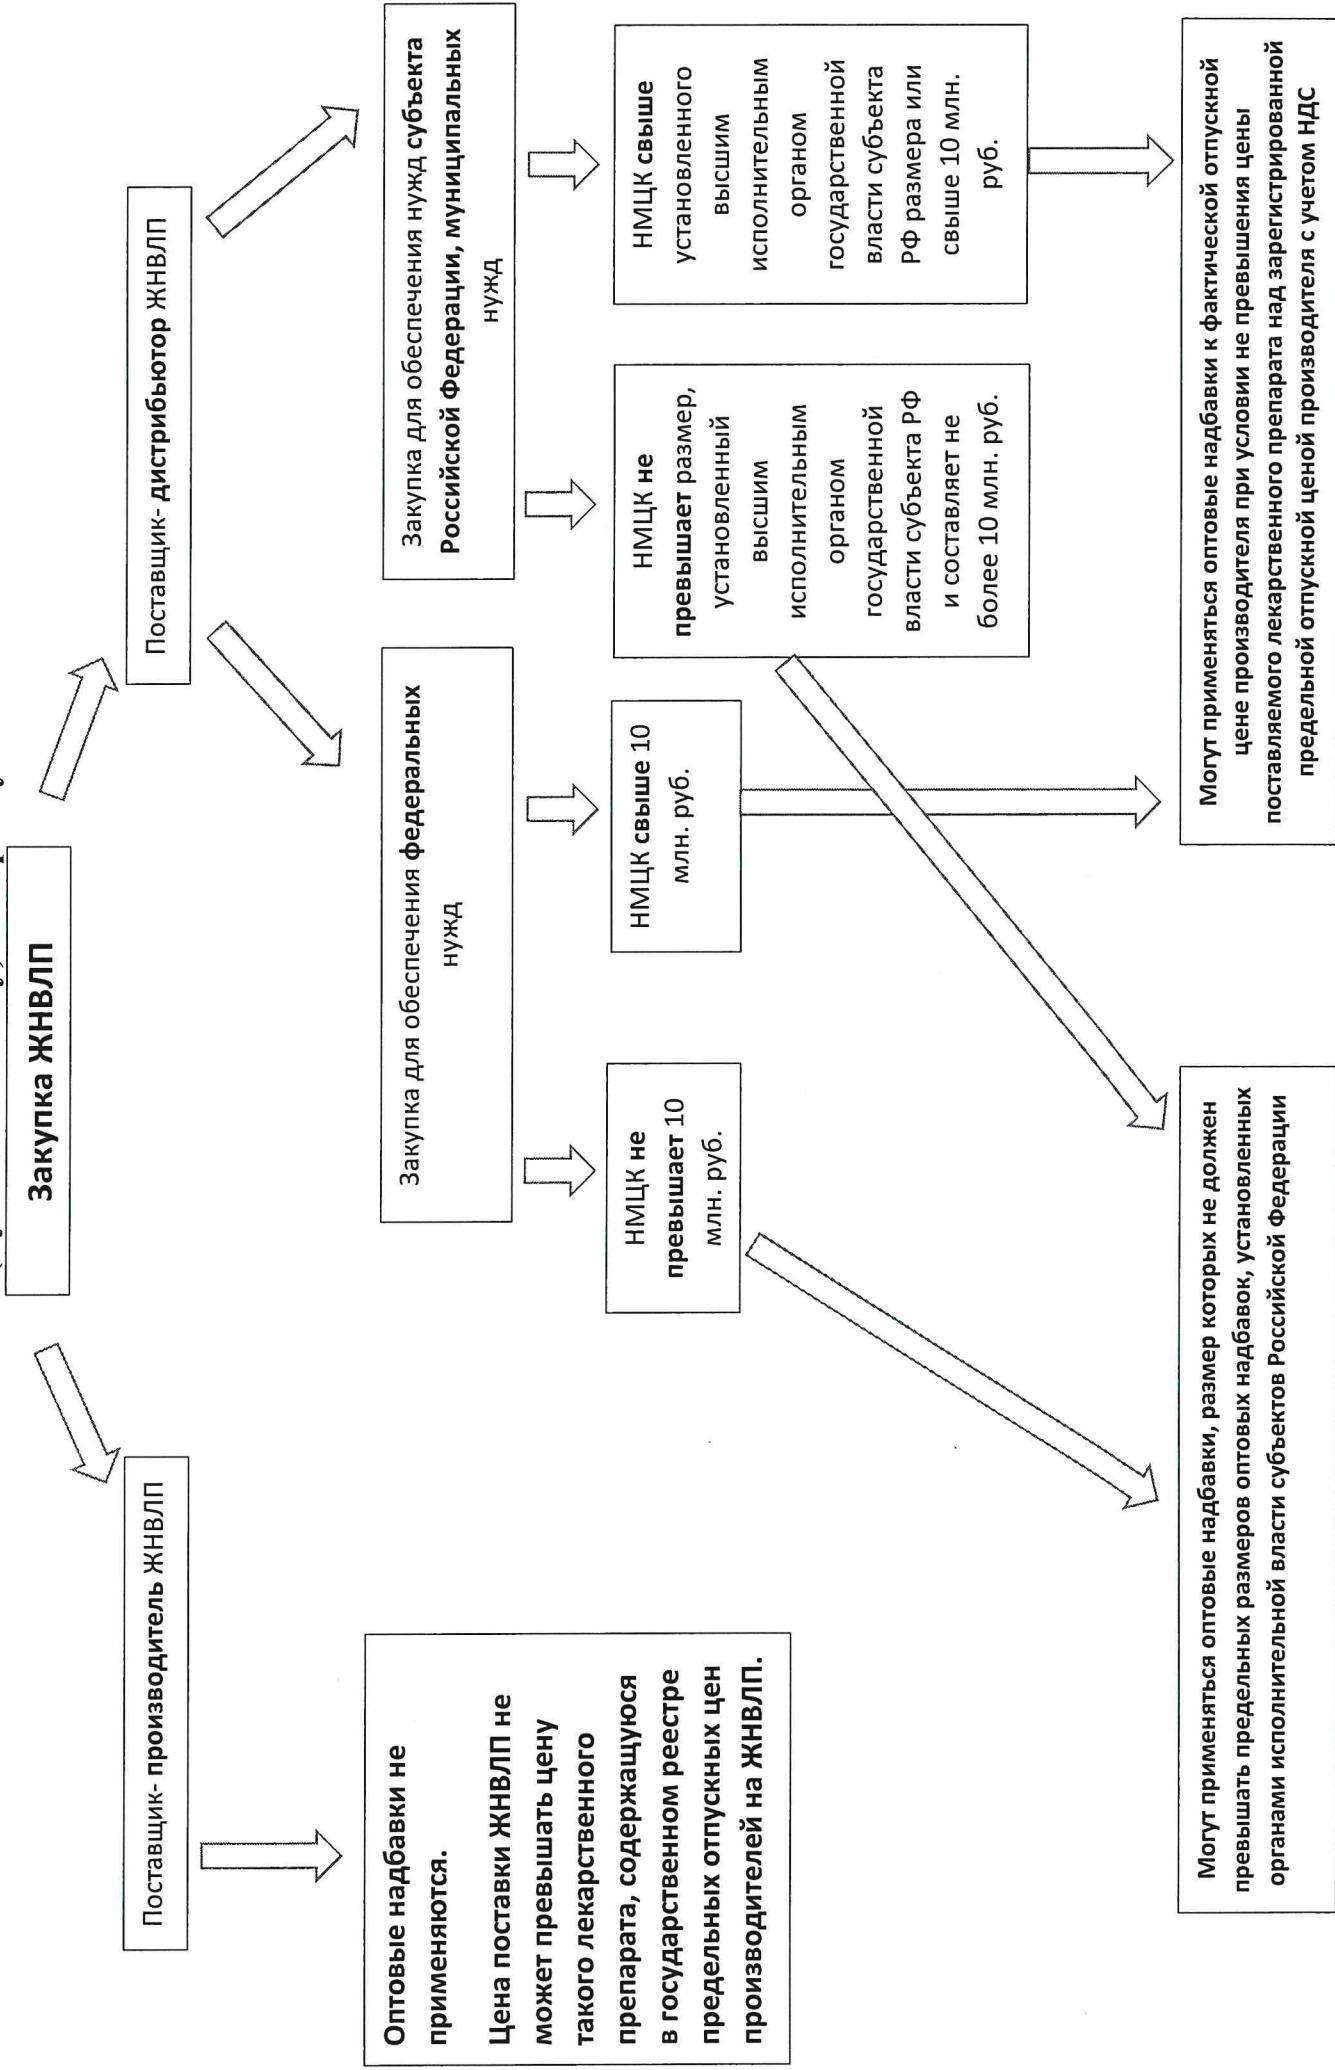 Закупка ЖНВЛП
Поставщик- производитель ЖНВЛП
Поставщик- дистрибьютор ЖНВЛП
Оптовые надбавки не
применяются.
Цена поставки ЖНВЛП не
может превышать цену
такого лекарственного
препарата, содержащуюся
в государственном реестре
предельных отпускных цен
производителей на ЖНВЛП.
Закупка для обеспечения федеральных
нужд
Закупка для обеспечения нужд субъекта
Российской Федерации, муниципальных
нужд
НМЦК не
превышает 10
млн. руб.
НМЦК свыше 10
млн. руб.
НМЦК не
превышает размер,
установленный
высшим
исполнительным
органом
государственной
власти субъекта РФ
и составляет не
более 10 млн. руб.
НМЦК свыше
установленного
высшим
исполнительным
органом
государственной
власти субъекта
РФ размера или
свыше 10 млн.
руб.
Могут применяться оптовые надбавки, размер которых не должен
превышать предельных размеров оптовых надбавок, установленных
органами исполнительной власти субъектов Российской Федерации
Могут применяться оптовые надбавки к фактической отпускной
цене производителя при условии не превышения цены
поставляемого лекарственного препарата над зарегистрированной
предельной отпускной ценой производителя с учетом НДС